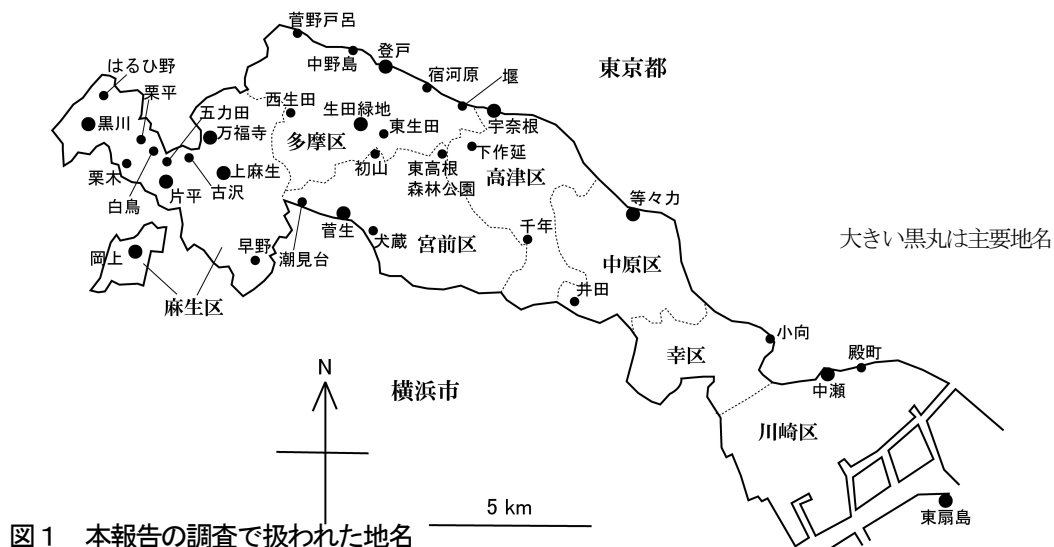 菅野戸呂
中野島
登戸
東京都
宿河原
堰
はるひ野
栗平
五力田
西生田
生田緑地
東生田
宇奈根
黒川
万福寺
多摩区
下作延
栗木
白鳥
片平
古沢
上麻生
初山
東高根
森林公園
高津区
等々力
大きい黒丸は主要地名
岡上
早野
潮見台
菅生
犬蔵
宮前区
千年
中原区
麻生区
井田
小向
幸区
殿町
中瀬
N
横浜市
川崎区
5 km
東扇島
図1 本報告の調査で扱われた地名